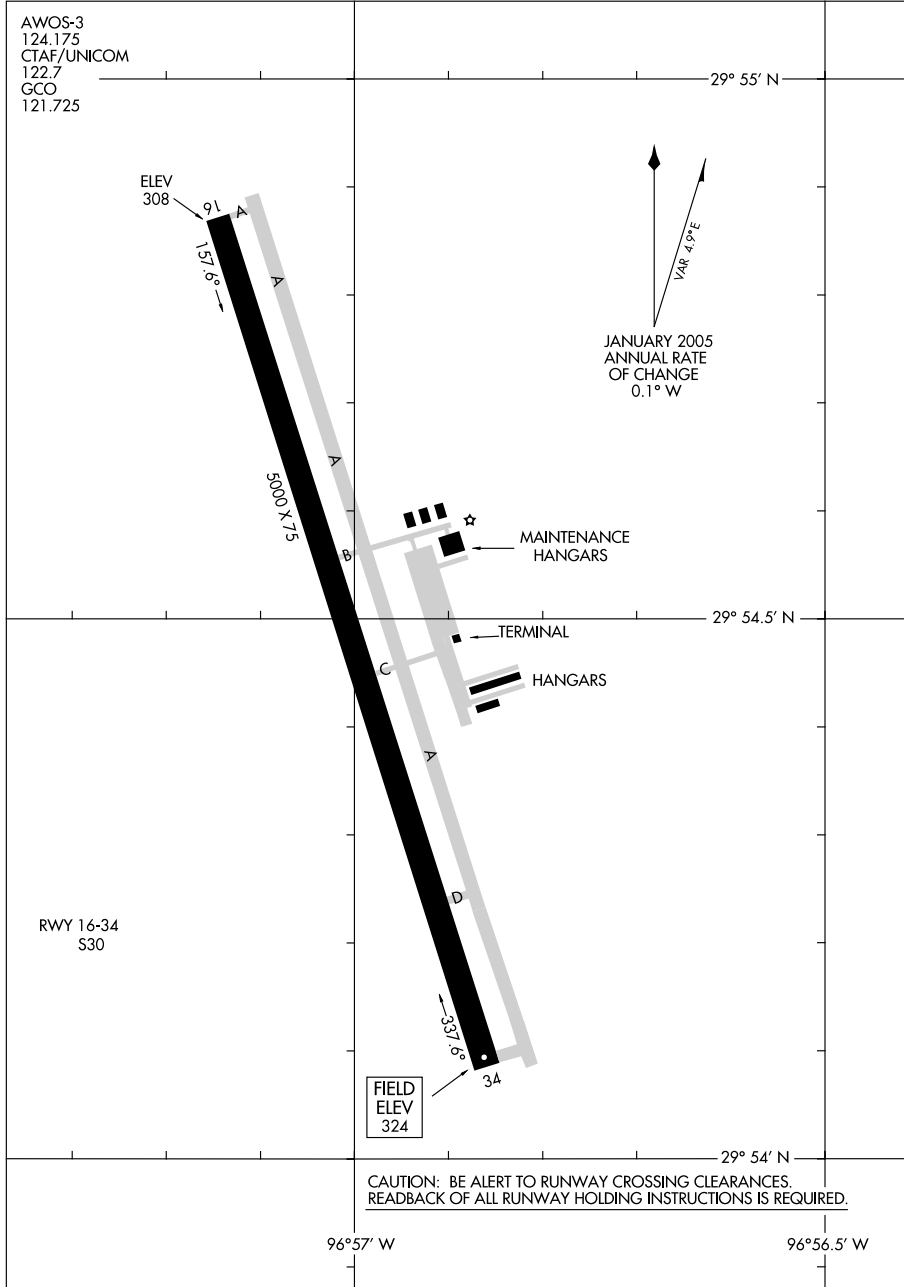 AWOS-3
124.175
CTAF/UNICOM
122.7
GCO
121.725
29° 55' N
ELEV
308
16
A
157.6°
A
VAR 4.9° E
JANUARY 2005
ANNUAL RATE
OF CHANGE
0.1° W
A
5000 X 75
B
MAINTENANCE
HANGARS
29° 54.5' N
TERMINAL
C
HANGARS
A
D
RWY 16-34
S30
337.6°
34
FIELD
ELEV
324
29° 54' N
CAUTION: BE ALERT TO RUNWAY CROSSING CLEARANCES.
READBACK OF ALL RUNWAY HOLDING INSTRUCTIONS IS REQUIRED.
96°57' W
96°56.5' W